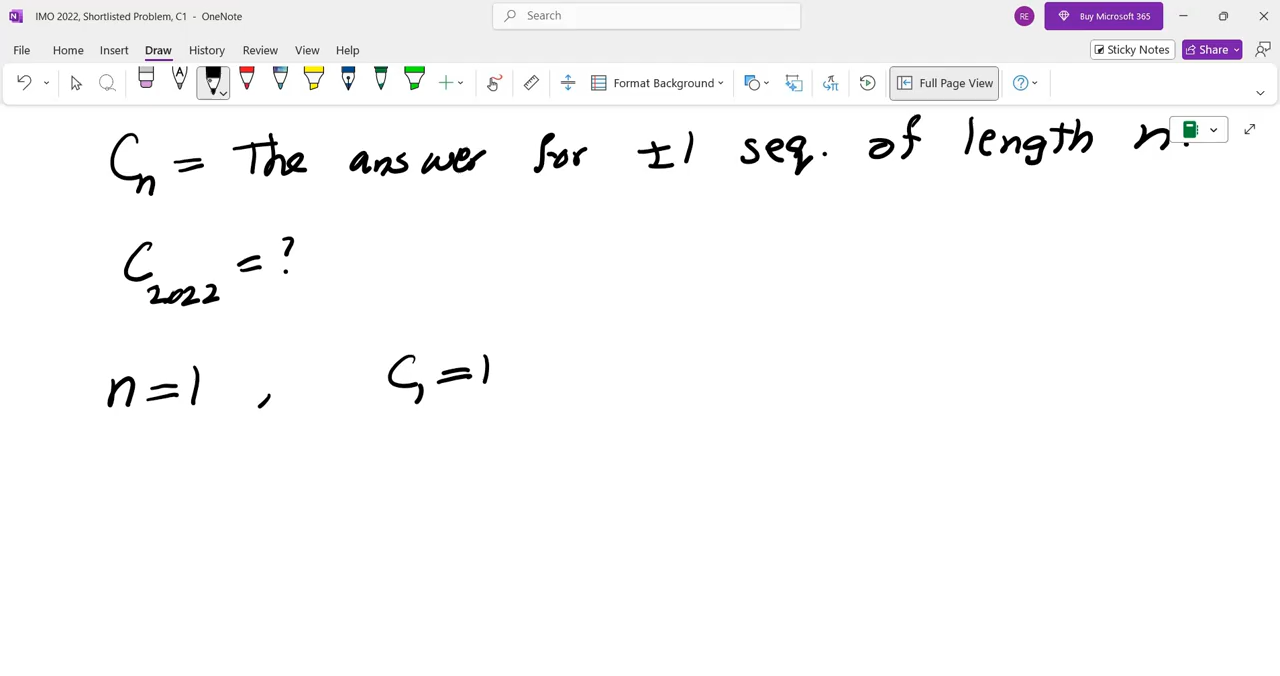 IMO 2022, Shortlisted Problem, C1 - OneNote
Search
RE
Buy Microsoft 365
File Home Insert Draw History Review View Help
Sticky Notes
Share
A
Format Background
Full Page View
Cn = The answer for ±1 seq. of length n.
C2022 = ?
n=1 , C1=1